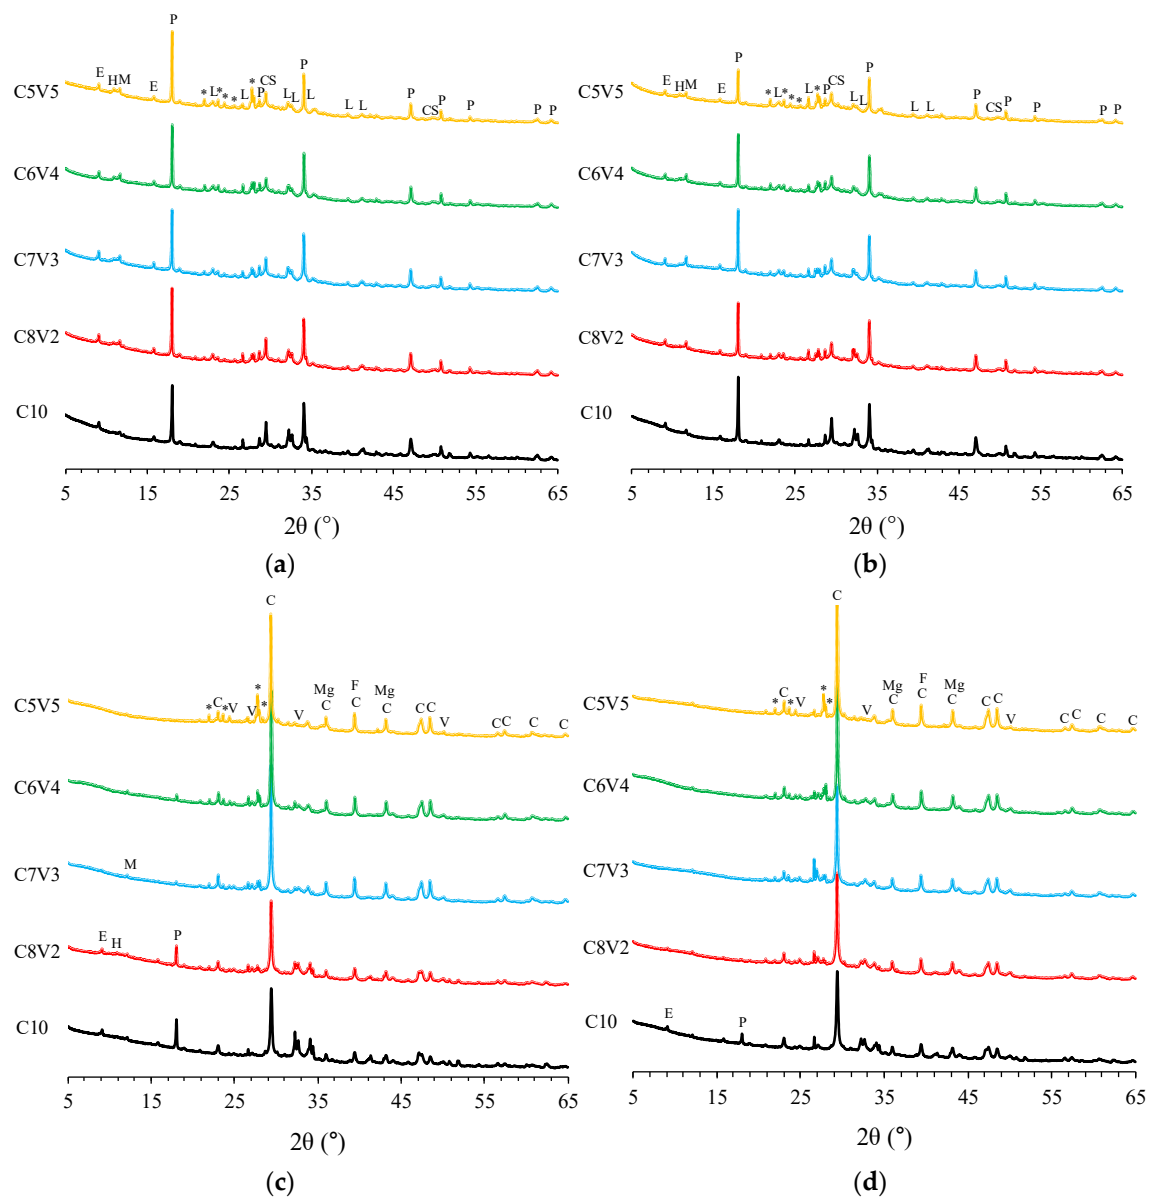 P
E H M E * L * * * L * P CS L L P L L L P CS P P P P
C5V5
C6V4
C7V3
C8V2
C10
5 15 25 35 45 55 65
2θ (°)
(a)
P
E H M E * L * * * L * P CS L L P L L P CS P P P P
C5V5
C6V4
C7V3
C8V2
C10
5 15 25 35 45 55 65
2θ (°)
(b)
C
* C * V V * * V Mg C F C Mg C C C V C C C C
C5V5
C6V4
M
C7V3
E H P
C8V2
C10
5 15 25 35 45 55 65
2θ (°)
(c)
C
* C * V * * V Mg C F C Mg C C C V C C C C
C5V5
C6V4
C7V3
C8V2
E P
C10
5 15 25 35 45 55 65
2θ (°)
(d)